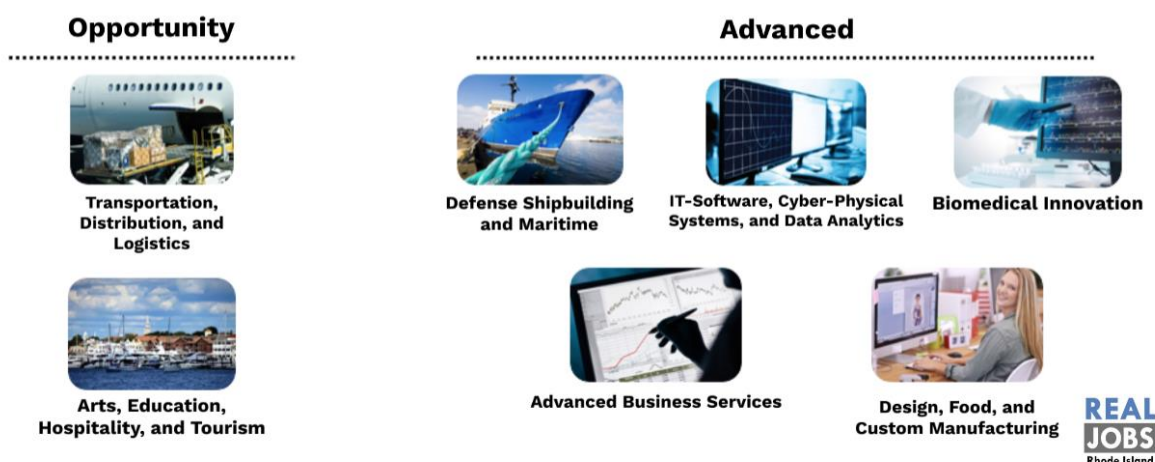 Opportunity
Advanced
Transportation,
Distribution, and
Logistics
Defense Shipbuilding
and Maritime
IT-Software, Cyber-Physical
Systems, and Data Analytics
Biomedical Innovation
Arts, Education,
Hospitality, and Tourism
Advanced Business Services
Design, Food, and
Custom Manufacturing
REAL
JOBS
Rhode Island